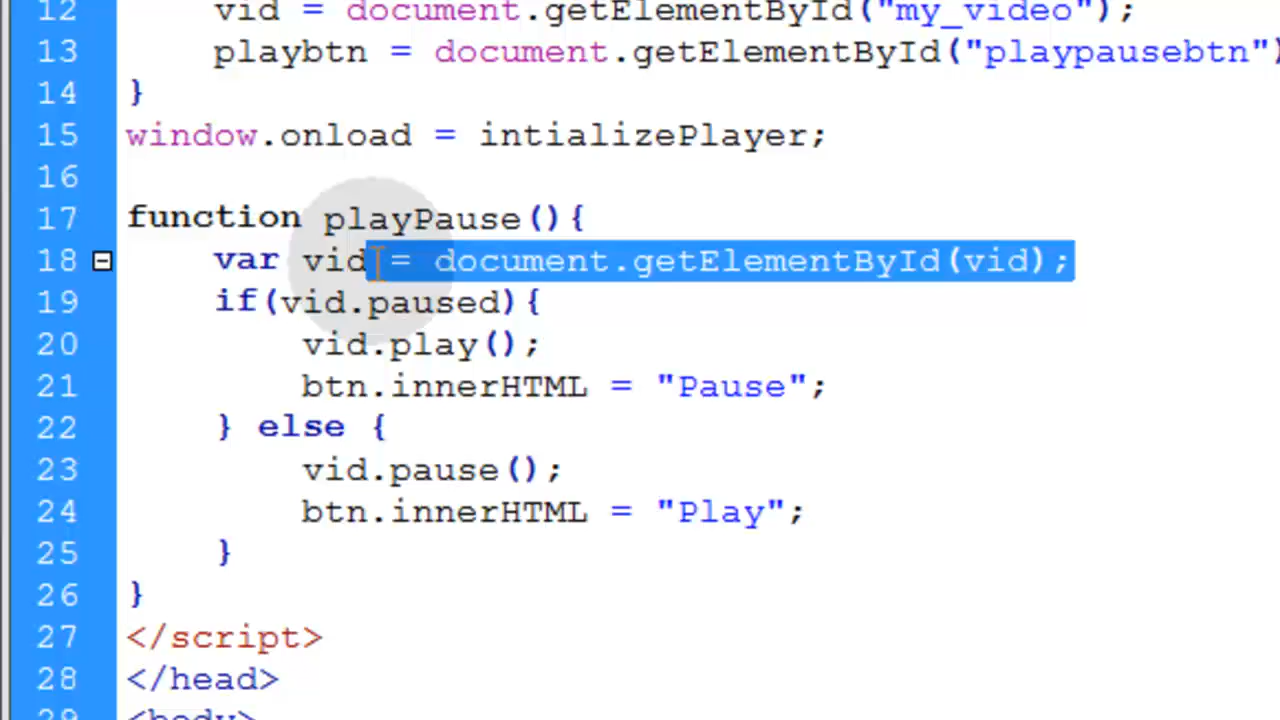 12 vid = document.getElementById("my_video");
13 playbtn = document.getElementById("playpausebtn")
14 }
15 window.onload = intializePlayer;
16
17 function playPause(){
18 var vid = document.getElementById(vid);
19 if(vid.paused){
20 vid.play();
21 btn.innerHTML = "Pause";
22 } else {
23 vid.pause();
24 btn.innerHTML = "Play";
25 }
26 }
27 </script>
28 </head>
29 <body>